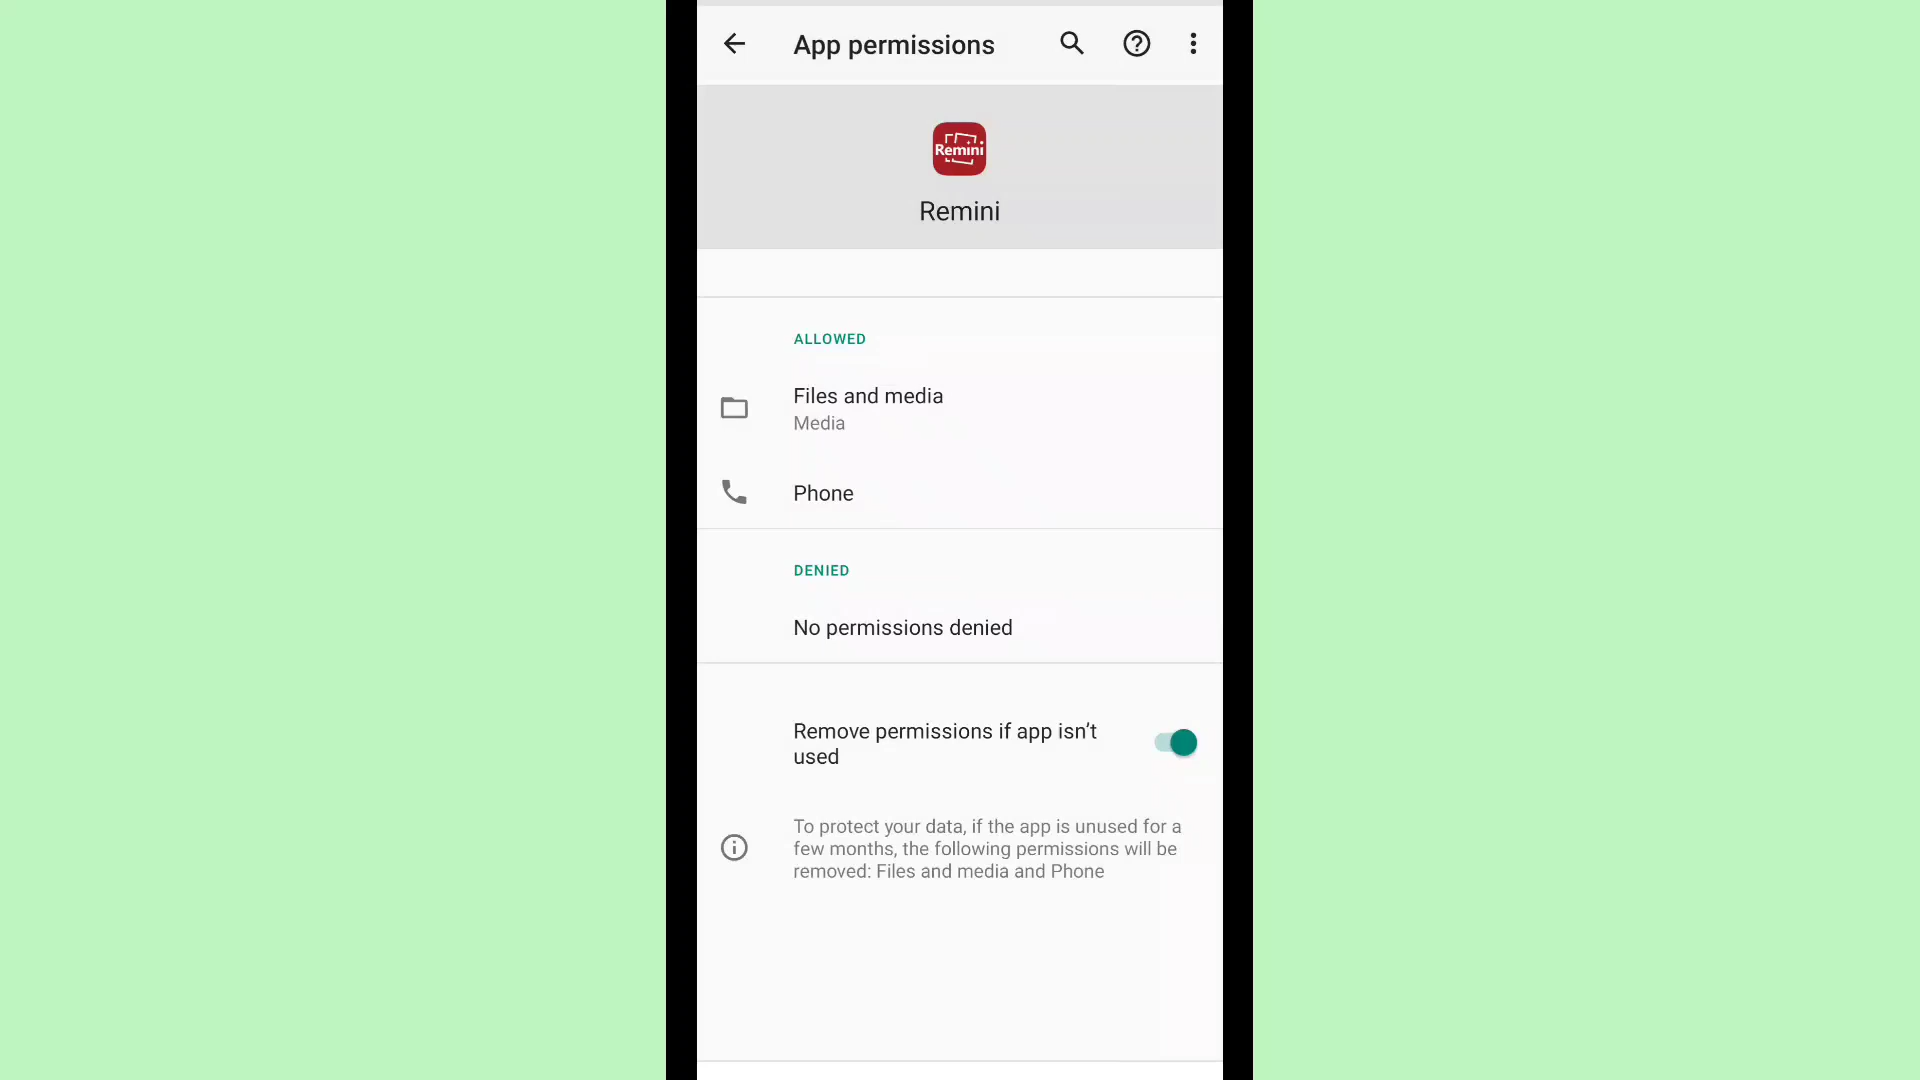 App permissions
Remini
Remini
ALLOWED
Files and media
Media
Phone
DENIED
No permissions denied
Remove permissions if app isn’t
used
To protect your data, if the app is unused for a
few months, the following permissions will be
removed: Files and media and Phone